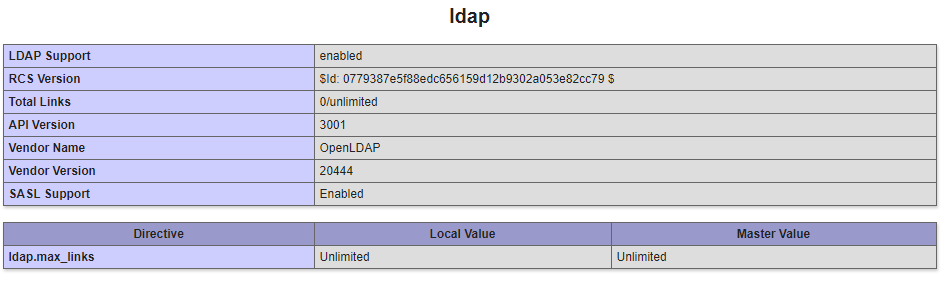 ldap
LDAP Support enabled
RCS Version $Id: 0779387e5f88edc656159d12b9302a053e82cc79 $
Total Links 0/unlimited
API Version 3001
Vendor Name OpenLDAP
Vendor Version 20444
SASL Support Enabled
Directive Local Value Master Value
ldap.max_links Unlimited Unlimited